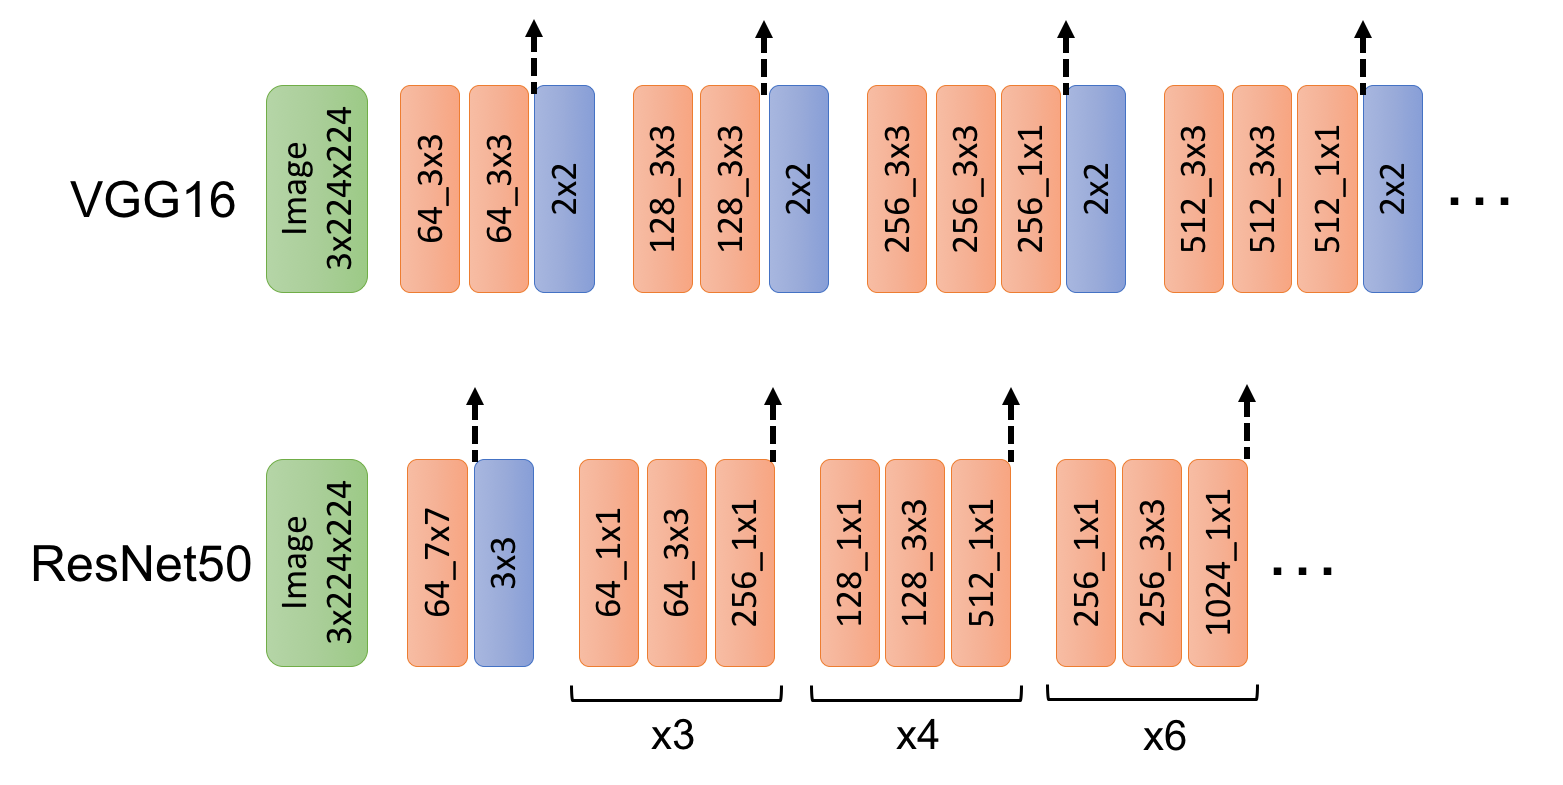 VGG16
Image
3x224x224
64_3x3
64_3x3
2x2
128_3x3
128_3x3
2x2
256_3x3
256_3x3
256_1x1
2x2
512_3x3
512_3x3
512_1x1
2x2
...
ResNet50
Image
3x224x224
64_7x7
3x3
64_1x1
64_3x3
256_1x1
128_1x1
128_3x3
512_1x1
256_1x1
256_3x3
1024_1x1
...
x3
x4
x6